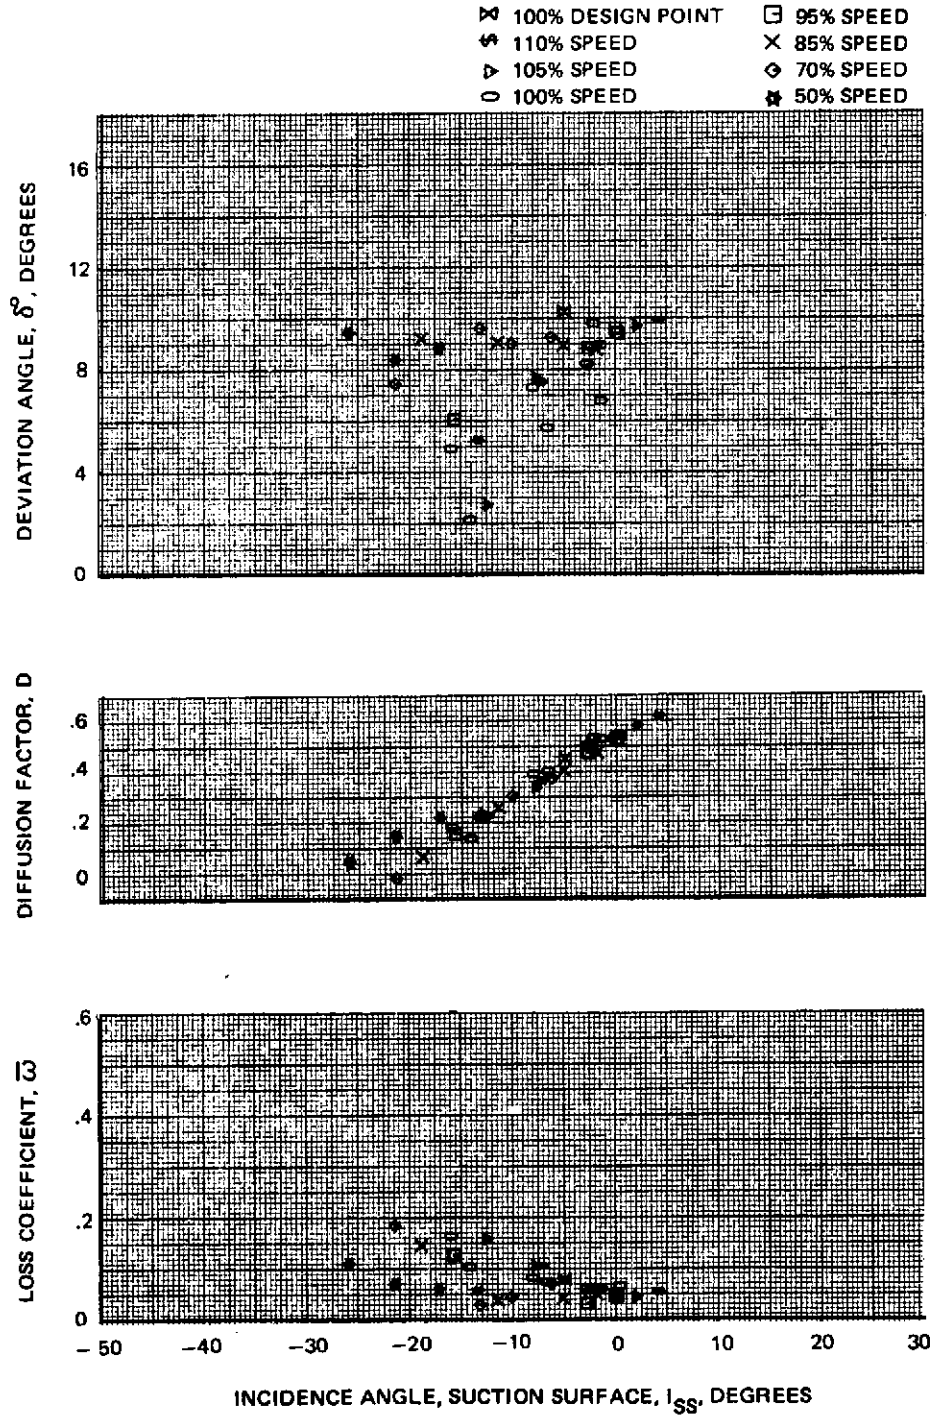 100% DESIGN POINT
110% SPEED
105% SPEED
100% SPEED
95% SPEED
85% SPEED
70% SPEED
50% SPEED
DEVIATION ANGLE, δ°, DEGREES
16
12
8
4
0
DIFFUSION FACTOR, D
.6
.4
.2
0
LOSS COEFFICIENT, ω̅
.6
.4
.2
0
−50 −40 −30 −20 −10 0 10 20 30
INCIDENCE ANGLE, SUCTION SURFACE, ISS, DEGREES